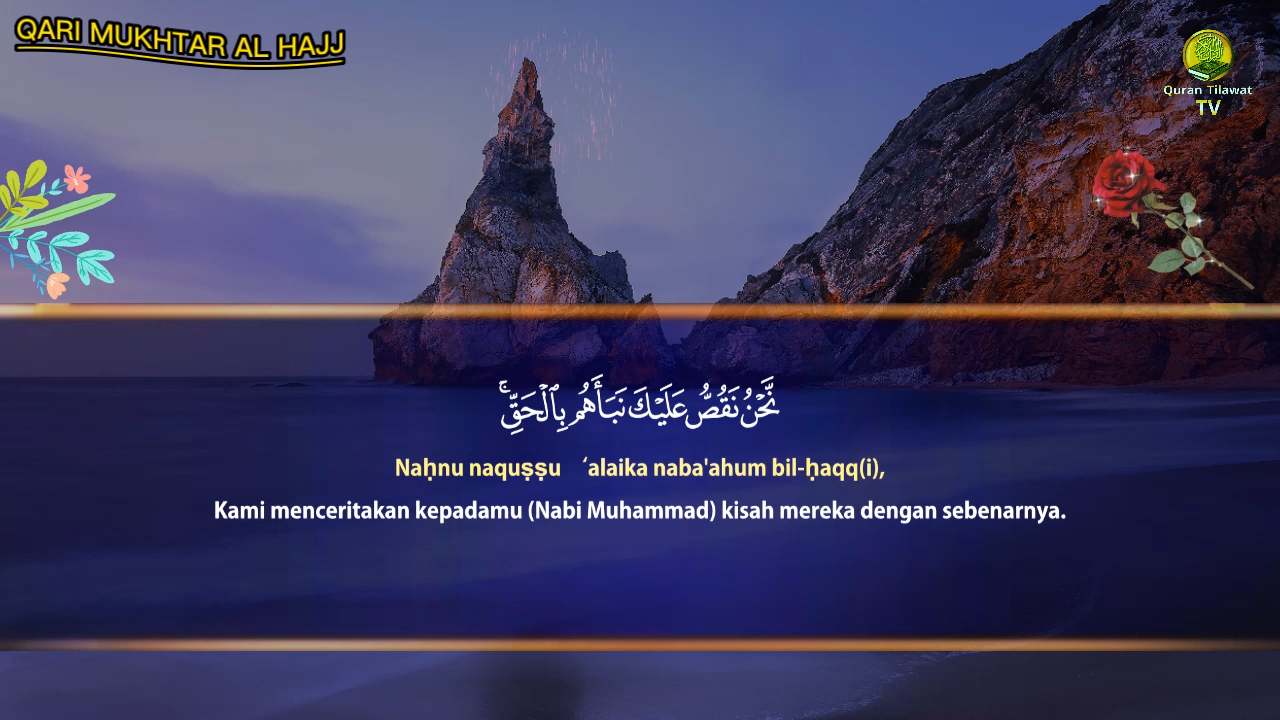 QARI MUKHTAR AL HAJJ
Quran Tilawat
TV
نَّحْنُ نَقُصُّ عَلَيْكَ نَبَأَهُم بِٱلْحَقِّ ۚ
Naḥnu naquṣṣu ‘alaika naba'ahum bil-ḥaqq(i),
Kami menceritakan kepadamu (Nabi Muhammad) kisah mereka dengan sebenarnya.